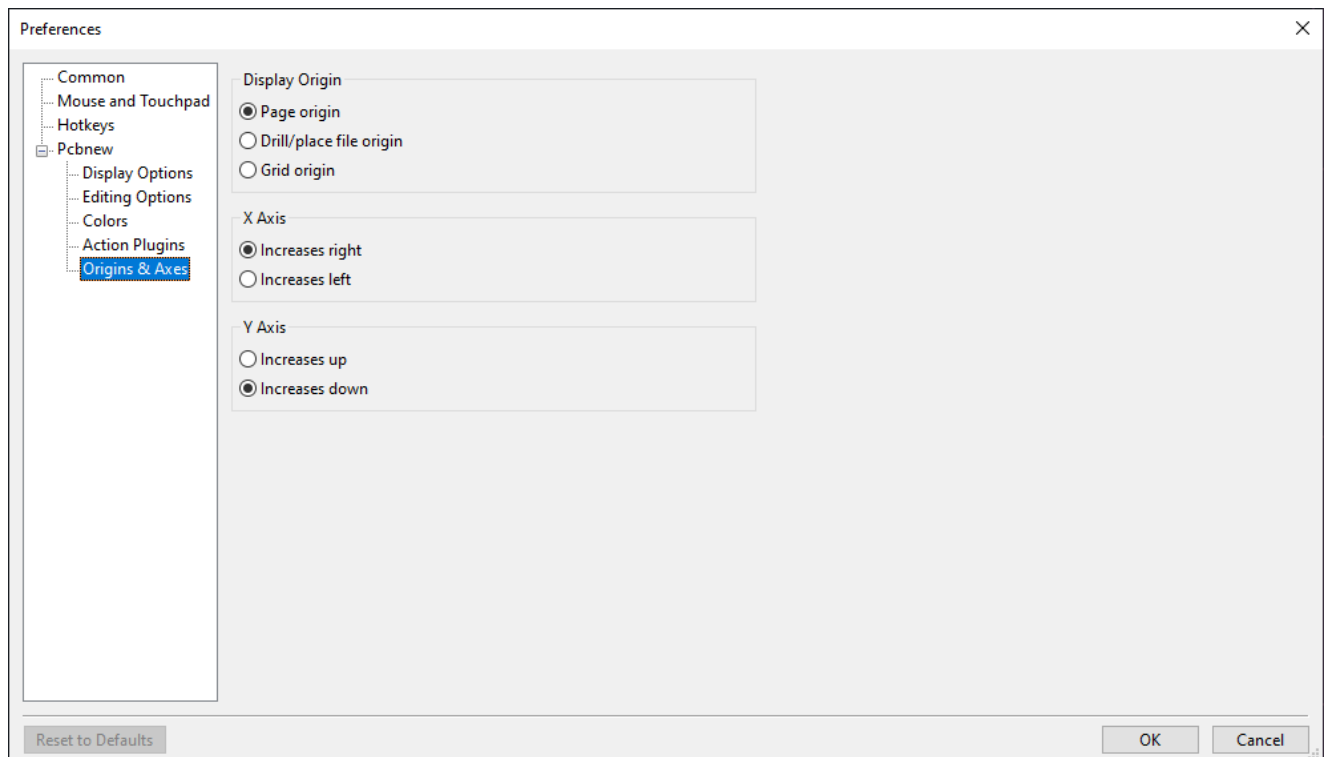 Preferences
Common
Mouse and Touchpad
Hotkeys
Pcbnew
Display Options
Editing Options
Colors
Action Plugins
Origins & Axes
Display Origin
Page origin
Drill/place file origin
Grid origin
X Axis
Increases right
Increases left
Y Axis
Increases up
Increases down
Reset to Defaults
OK
Cancel